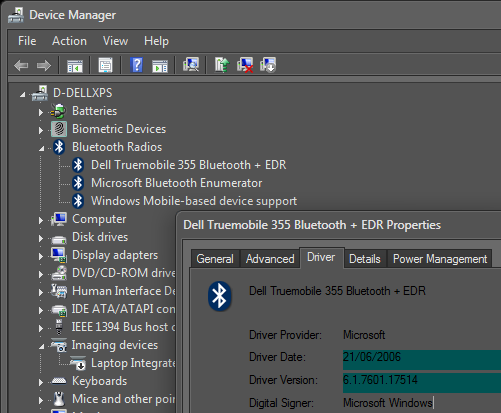 Device Manager
File Action View Help
D-DELLXPS
Batteries
Biometric Devices
Bluetooth Radios
Dell Truemobile 355 Bluetooth + EDR
Microsoft Bluetooth Enumerator
Windows Mobile-based device support
Computer
Disk drives
Display adapters
DVD/CD-ROM drive
Human Interface De
IDE ATA/ATAPI con
IEEE 1394 Bus host c
Imaging devices
Laptop Integrate
Keyboards
Mice and other poin
Dell Truemobile 355 Bluetooth + EDR Properties
General Advanced Driver Details Power Management
Dell Truemobile 355 Bluetooth + EDR
Driver Provider: Microsoft
Driver Date: 21/06/2006
Driver Version: 6.1.7601.17514
Digital Signer: Microsoft Windows